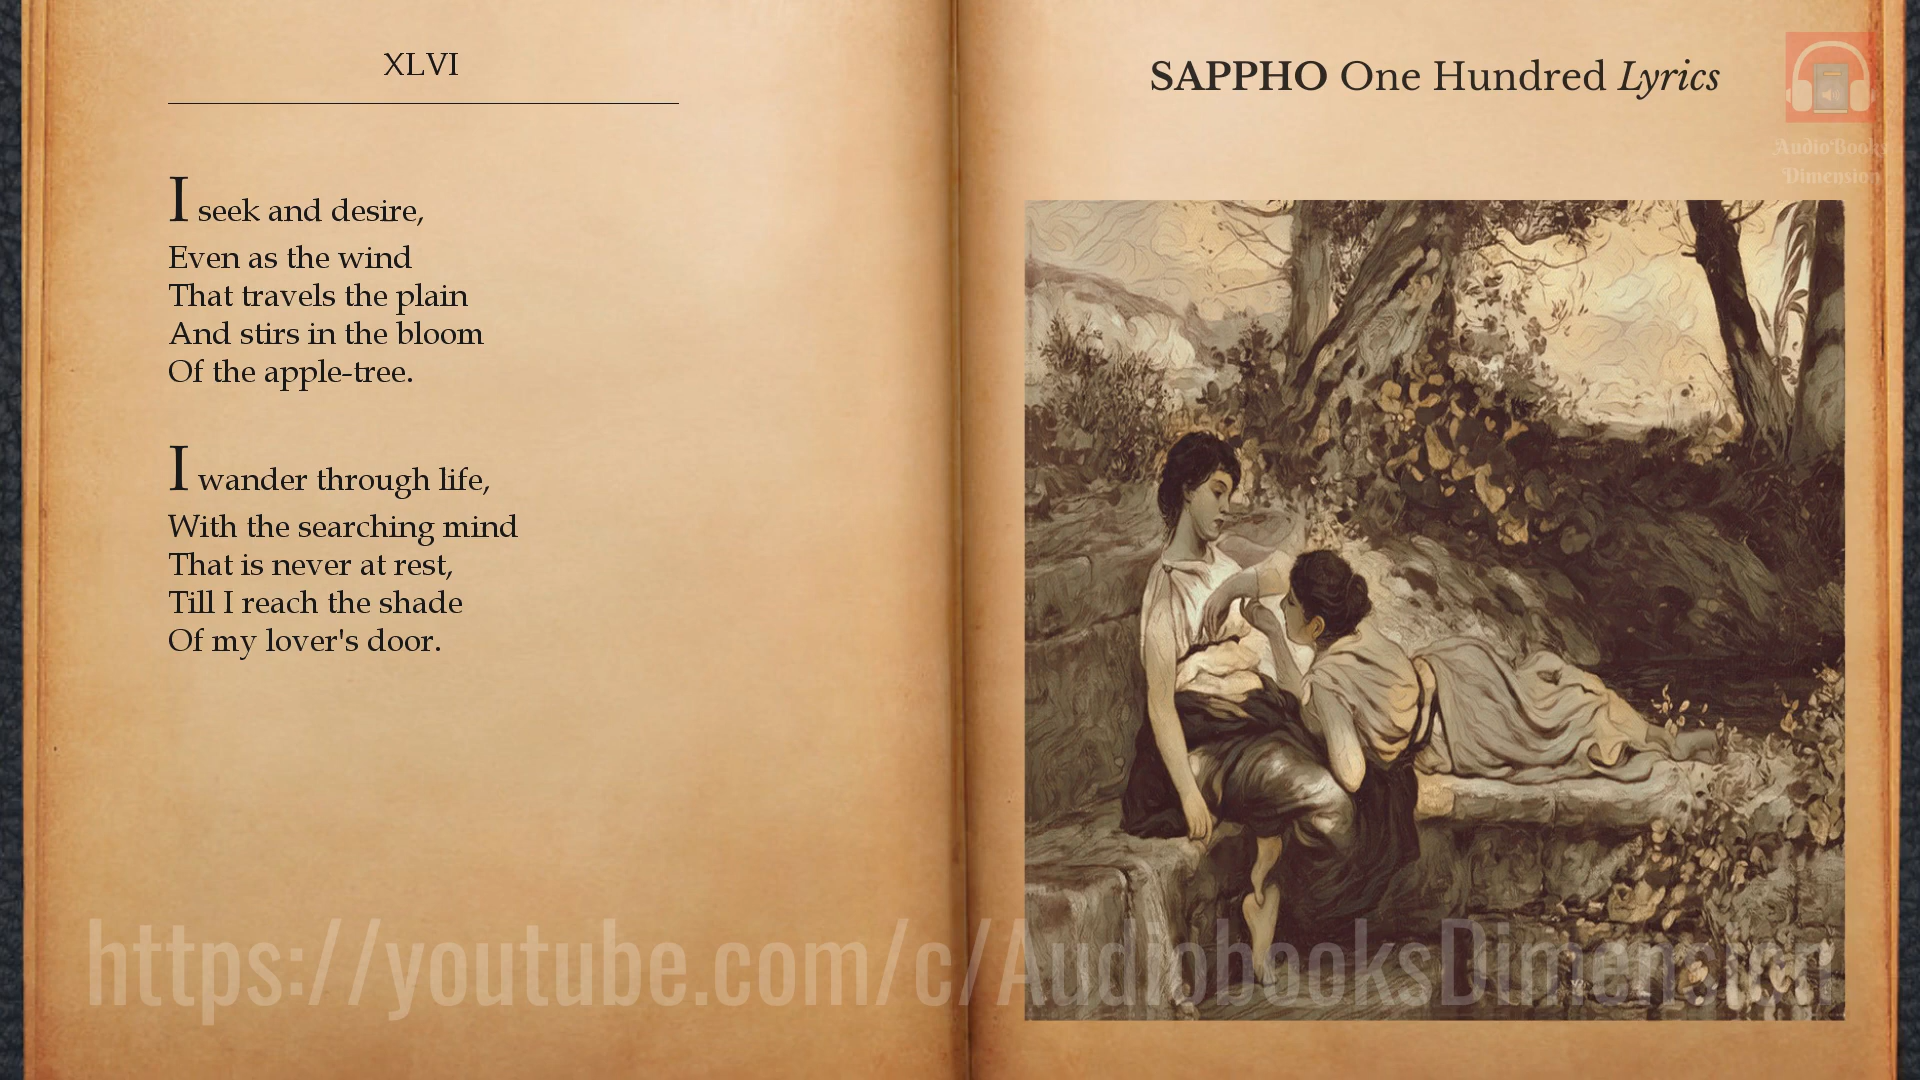 XLVI
I seek and desire,
Even as the wind
That travels the plain
And stirs in the bloom
Of the apple-tree.
I wander through life,
With the searching mind
That is never at rest,
Till I reach the shade
Of my lover's door.
SAPPHO One Hundred Lyrics
AudioBooks
Dimension
https://youtube.com/c/AudiobooksDimension